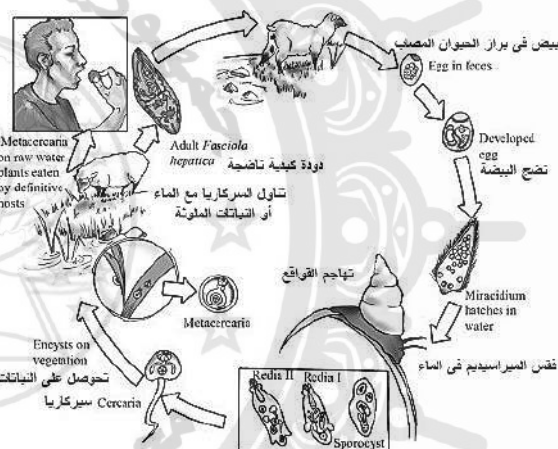 بيض فى براز الحيوان المصاب
Egg in feces
Developed
egg
نضج البيضة
Miracidium
hatches in
water
فقس الميراسيديم فى الماء
تهاجم القواقع
Redia II Redia I
Sporocyst
سيركاريا Cercaria
Encysts on
vegetation
تحوصل على النباتات
Metacercaria
Metacercaria
on raw water
plants eaten
by definitive
hosts
Adult Fasciola
hepatica
دودة كبدية ناضجة
تناول السركاريا مع الماء
أو النباتات الملوثة